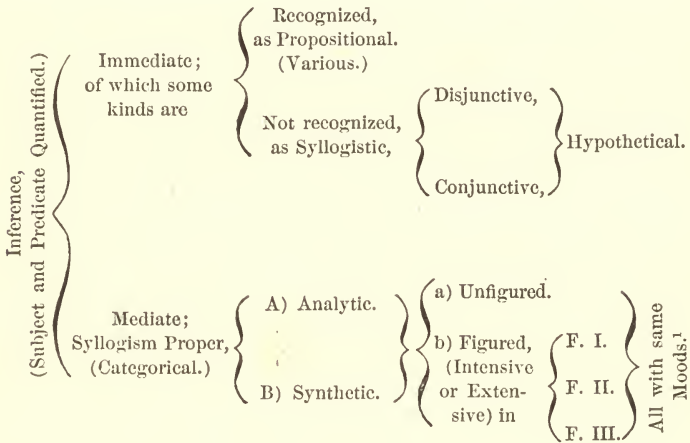 Inference,
(Subject and Predicate Quantified.)
Immediate;
of which some
kinds are
Recognized,
as Propositional.
(Various.)
Not recognized,
as Syllogistic,
Disjunctive,
Conjunctive,
Hypothetical.
Mediate;
Syllogism Proper,
(Categorical.)
A) Analytic.
B) Synthetic.
a) Unfigured.
b) Figured,
(Intensive
or Exten-
sive) in
F. I.
F. II.
F. III.
All with same
Moods.¹